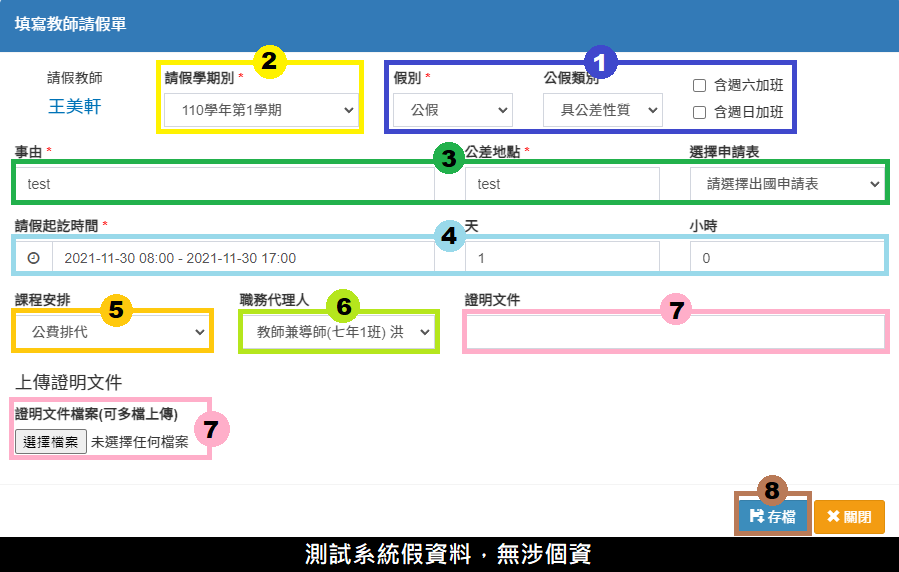 填寫教師請假單
2 1
請假教師 請假學期別 * 假別 * 公假類別 含週六加班
王美軒 110學年第1學期 公假 具公差性質 含週日加班
事由 * 3 公差地點 * 選擇申請表
test test 請選擇出國申請表
請假起訖時間 * 4 天 小時
2021-11-30 08:00 - 2021-11-30 17:00 1 0
課程安排 5 職務代理人 6 證明文件 7
公費排代 教師兼導師(七年1班) 洪
上傳證明文件
證明文件檔案(可多檔上傳) 7
選擇檔案 未選擇任何檔案
8
存檔 關閉
測試系統假資料，無涉個資